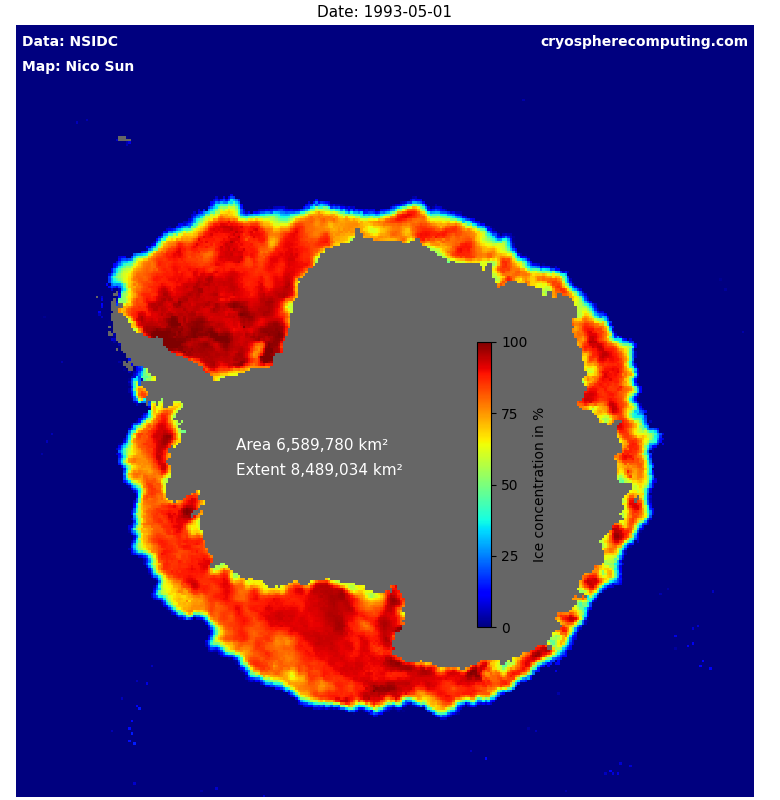 Date: 1993-05-01
Data: NSIDC
cryospherecomputing.com
Map: Nico Sun
100
75
50
25
0
Ice concentration in %
Area 6,589,780 km²
Extent 8,489,034 km²